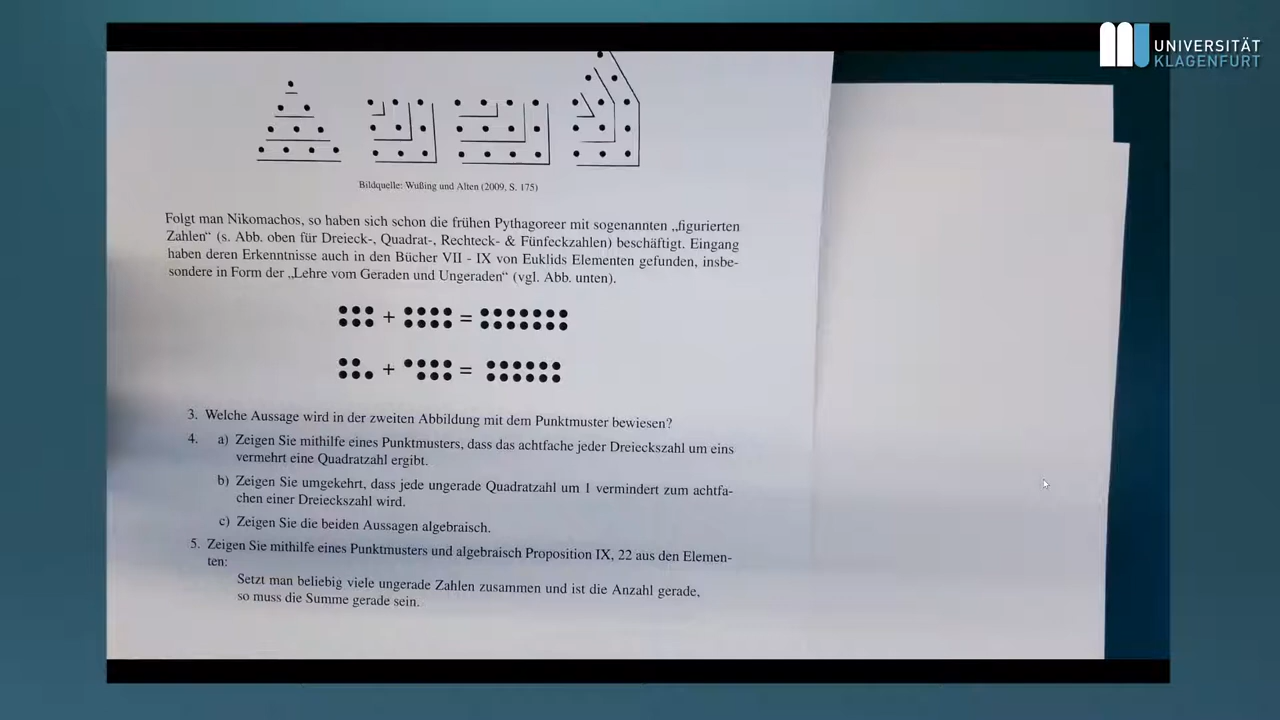 UNIVERSITÄT
KLAGENFURT
Bildquelle: Wußing und Alten (2009, S. 175)
Folgt man Nikomachos, so haben sich schon die frühen Pythagoreer mit sogenannten „figurierten
Zahlen“ (s. Abb. oben für Dreieck-, Quadrat-, Rechteck- & Fünfeckzahlen) beschäftigt. Eingang
haben deren Erkenntnisse auch in den Bücher VII - IX von Euklids Elementen gefunden, insbe-
sondere in Form der „Lehre vom Geraden und Ungeraden“ (vgl. Abb. unten).
+ =
+ =
3. Welche Aussage wird in der zweiten Abbildung mit dem Punktmuster bewiesen?
4. a) Zeigen Sie mithilfe eines Punktmusters, dass das achtfache jeder Dreieckszahl um eins
vermehrt eine Quadratzahl ergibt.
b) Zeigen Sie umgekehrt, dass jede ungerade Quadratzahl um 1 vermindert zum achtfa-
chen einer Dreieckszahl wird.
c) Zeigen Sie die beiden Aussagen algebraisch.
5. Zeigen Sie mithilfe eines Punktmusters und algebraisch Proposition IX, 22 aus den Elemen-
ten:
Setzt man beliebig viele ungerade Zahlen zusammen und ist die Anzahl gerade,
so muss die Summe gerade sein.